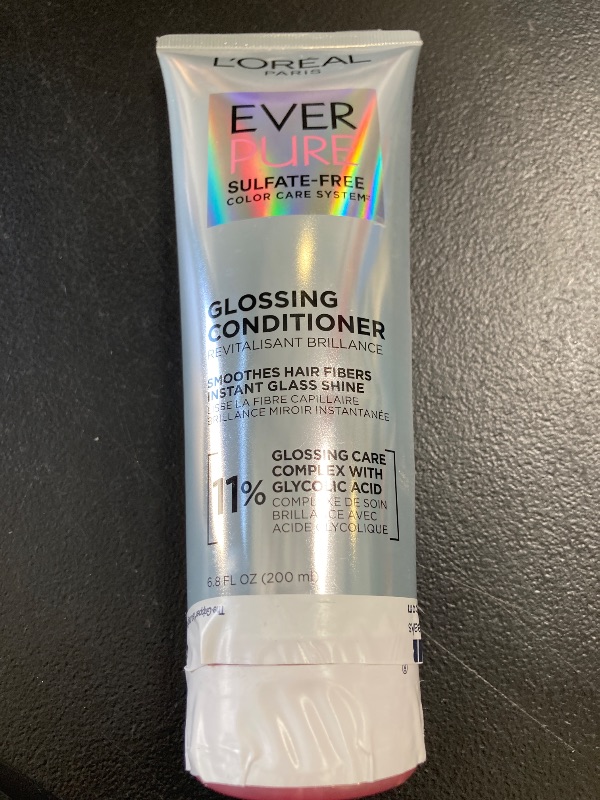 L'ORÉAL
PARIS
EVER
PURE
SULFATE-FREE
COLOR CARE SYSTEM
GLOSSING
CONDITIONER
REVITALISANT BRILLANCE
SMOOTHES HAIR FIBERS
INSTANT GLASS SHINE
LISSE LA FIBRE CAPILLAIRE
BRILLANCE MIROIR INSTANTANÉE
11%
GLOSSING CARE
COMPLEX WITH
GLYCOLIC ACID
COMPLEXE DE SOIN
BRILLANCE AVEC
ACIDE GLYCOLIQUE
6.8 FL OZ (200 ml)